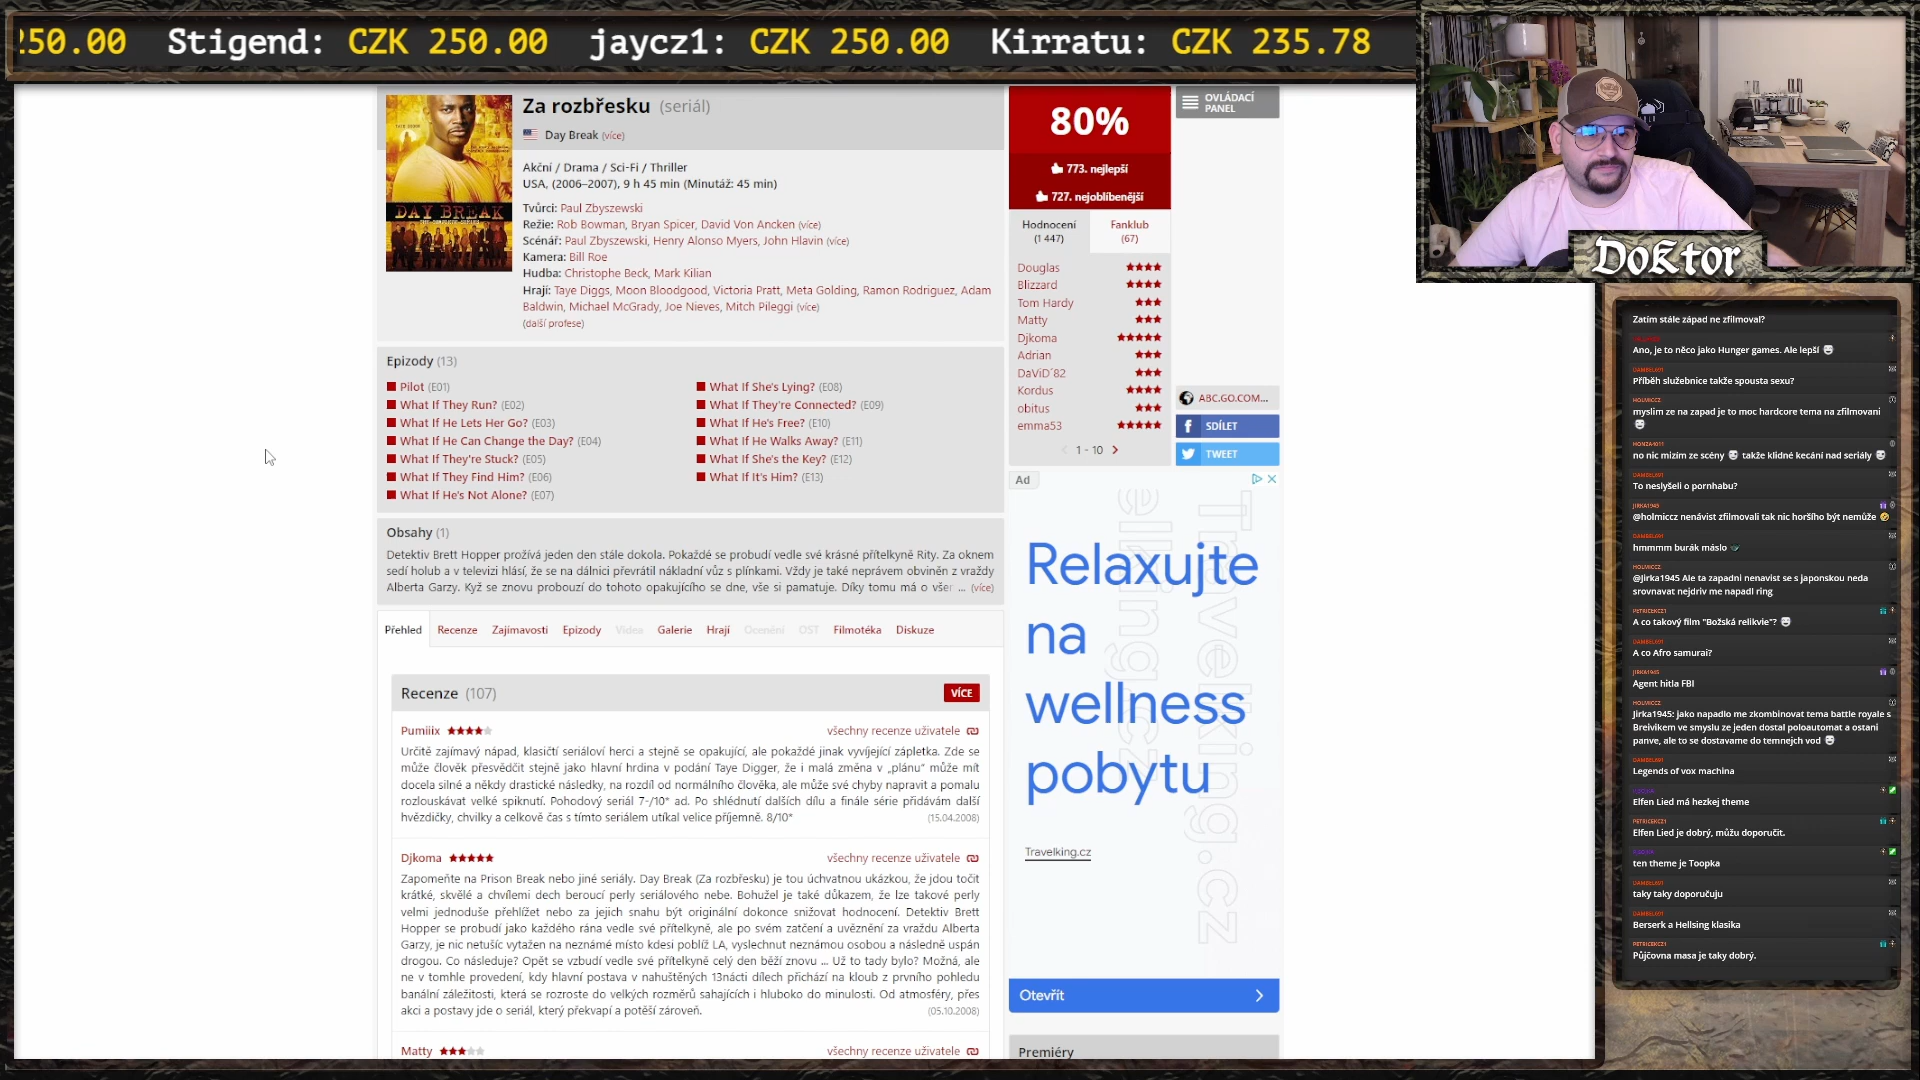 250.00 Stigend: CZK 250.00 jaycz1: CZK 250.00 Kirratu: CZK 235.78
Za rozbřesku (seriál)
Day Break (více)
Akční / Drama / Sci-Fi / Thriller
USA, (2006–2007), 9 h 45 min (Minutáž: 45 min)
Tvůrci: Paul Zbyszewski
Režie: Rob Bowman, Bryan Spicer, David Von Ancken (více)
Scénář: Paul Zbyszewski, Henry Alonso Myers, John Hlavin (více)
Kamera: Bill Roe
Hudba: Christophe Beck, Mark Kilian
Hrají: Taye Diggs, Moon Bloodgood, Victoria Pratt, Meta Golding, Ramon Rodriguez, Adam
Baldwin, Michael McGrady, Joe Nieves, Mitch Pileggi (více)
(další profese)
DAY BREAK
Epizody (13)
Pilot (E01)
What If They Run? (E02)
What If He Lets Her Go? (E03)
What If He Can Change the Day? (E04)
What If They're Stuck? (E05)
What If They Find Him? (E06)
What If He's Not Alone? (E07)
What If She's Lying? (E08)
What If They're Connected? (E09)
What If He's Free? (E10)
What If He Walks Away? (E11)
What If She's the Key? (E12)
What If It's Him? (E13)
Obsahy (1)
Detektiv Brett Hopper prožívá jeden den stále dokola. Pokaždé se probudí vedle své krásné přítelkyně Rity. Za oknem
sedí holub a v televizi hlásí, že se na dálnici převrátil nákladní vůz s plínkami. Vždy je také neprávem obviněn z vraždy
Alberta Garzy. Kyž se znovu probouzí do tohoto opakujícího se dne, vše si pamatuje. Díky tomu má o všer ... (více)
Přehled Recenze Zajímavosti Epizody Videa Galerie Hrají Ocenění OST Filmotéka Diskuze
Recenze (107)
VÍCE
Pumiiix
všechny recenze uživatele
Určitě zajímavý nápad, klasičtí serióloví herci a stejně se opakující, ale pokaždé jinak vyvíjející zápletka. Zde se
může člověk přesvědčit stejně jako hlavní hrdina v podání Taye Digger, že i malá změna v „plánu“ může mít
docela silné a někdy drastické následky, na rozdíl od normálního člověka, ale může své chyby napravit a pomalu
rozlouskávat velké spiknutí. Pohodový seriál 7-/10* ad. Po shlédnutí dalších dílu a finále série přidávám další
hvězdičky, chvilky a celkově čas s tímto seriálem utíkal velice příjemně. 8/10*
(15.04.2008)
Djkoma
všechny recenze uživatele
Zapomeňte na Prison Break nebo jiné seriály. Day Break (Za rozbřesku) je tou úchvatnou ukázkou, že jdou točit
krátké, skvělé a chvílemi dech beroucí perly seriálového nebe. Bohužel je také důkazem, že lze takové perly
velmi jednoduše přehlížet nebo za jejich snahu být originální dokonce snižovat hodnocení. Detektiv Brett
Hopper se probudí jako každého rána vedle své přítelkyně, ale po svém zatčení a uvěznění za vraždu Alberta
Garzy, je nic netušíc vytažen na neznámé místo kdesi poblíž LA, vyslechnut neznámou osobou a následně uspán
drogou. Co následuje? Opět se vzbudí vedle své přítelkyně celý den běží znovu ... Už to tady bylo? Možná, ale
ne v tomhle provedení, kdy hlavní postava v nahuštěných 13nácti dílech přichází na kloub z prvního pohledu
banální záležitosti, která se rozroste do velkých rozměrů sahajících i hluboko do minulosti. Od atmosféry, přes
akci a postavy jde o seriál, který překvapí a potěší zároveň.
(05.10.2008)
Matty
všechny recenze uživatele
80%
773. nejlepší
727. nejoblíbenější
Hodnocení
(1 447)
Fanklub
(67)
Douglas
Blizzard
Tom Hardy
Matty
Djkoma
Adrian
DaViD´82
Kordus
obitus
emma53
1 - 10
OVLÁDACÍ
PANEL
ABC.GO.COM...
SDÍLET
TWEET
Ad
Relaxujte
na
wellness
pobytu
Travelking.cz
Travelking.cz
Otevřít
Premiéry
Doktor
Zatím stále západ ne zfilmoval?
Ano, je to něco jako Hunger games. Ale lepší
DAMBEL691
Příběh služebnice takže spousta sexu?
HOLMICCZ
myslim ze na zapad je to moc hardcore tema na zfilmovani
HONZA4011
no nic mizím ze scény takže klidné kecání nad seriály
DAMBEL691
To neslyšeli o pornhabu?
JIRKA1945
@holmiccz nenávist zfilmovali tak nic horšího být nemůže
DAMBEL691
hmmmm burák máslo
HOLMICCZ
@Jirka1945 Ale ta zapadni nenavist se s japonskou neda
srovnavat nejdriv me napadl ring
PETRICEKCZ1
A co takový film "Božská relikvie"?
DAMBEL691
A co Afro samurai?
JIRKA1945
Agent hitla FBI
HOLMICCZ
Jirka1945: jako napadlo me zkombinovat tema battle royale s
Breivikem ve smyslu ze jeden dostal poloautomat a ostani
panve, ale to se dostavame do temnejch vod
DAMBEL691
Legends of vox machina
Elfen Lied má hezkej theme
PETRICEKCZ1
Elfen Lied je dobrý, můžu doporučit.
ten theme je Toopka
DAMBEL691
taky taky doporučuju
DAMBEL691
Berserk a Hellsing klasika
PETRICEKCZ1
Půjčovna masa je taky dobrý.